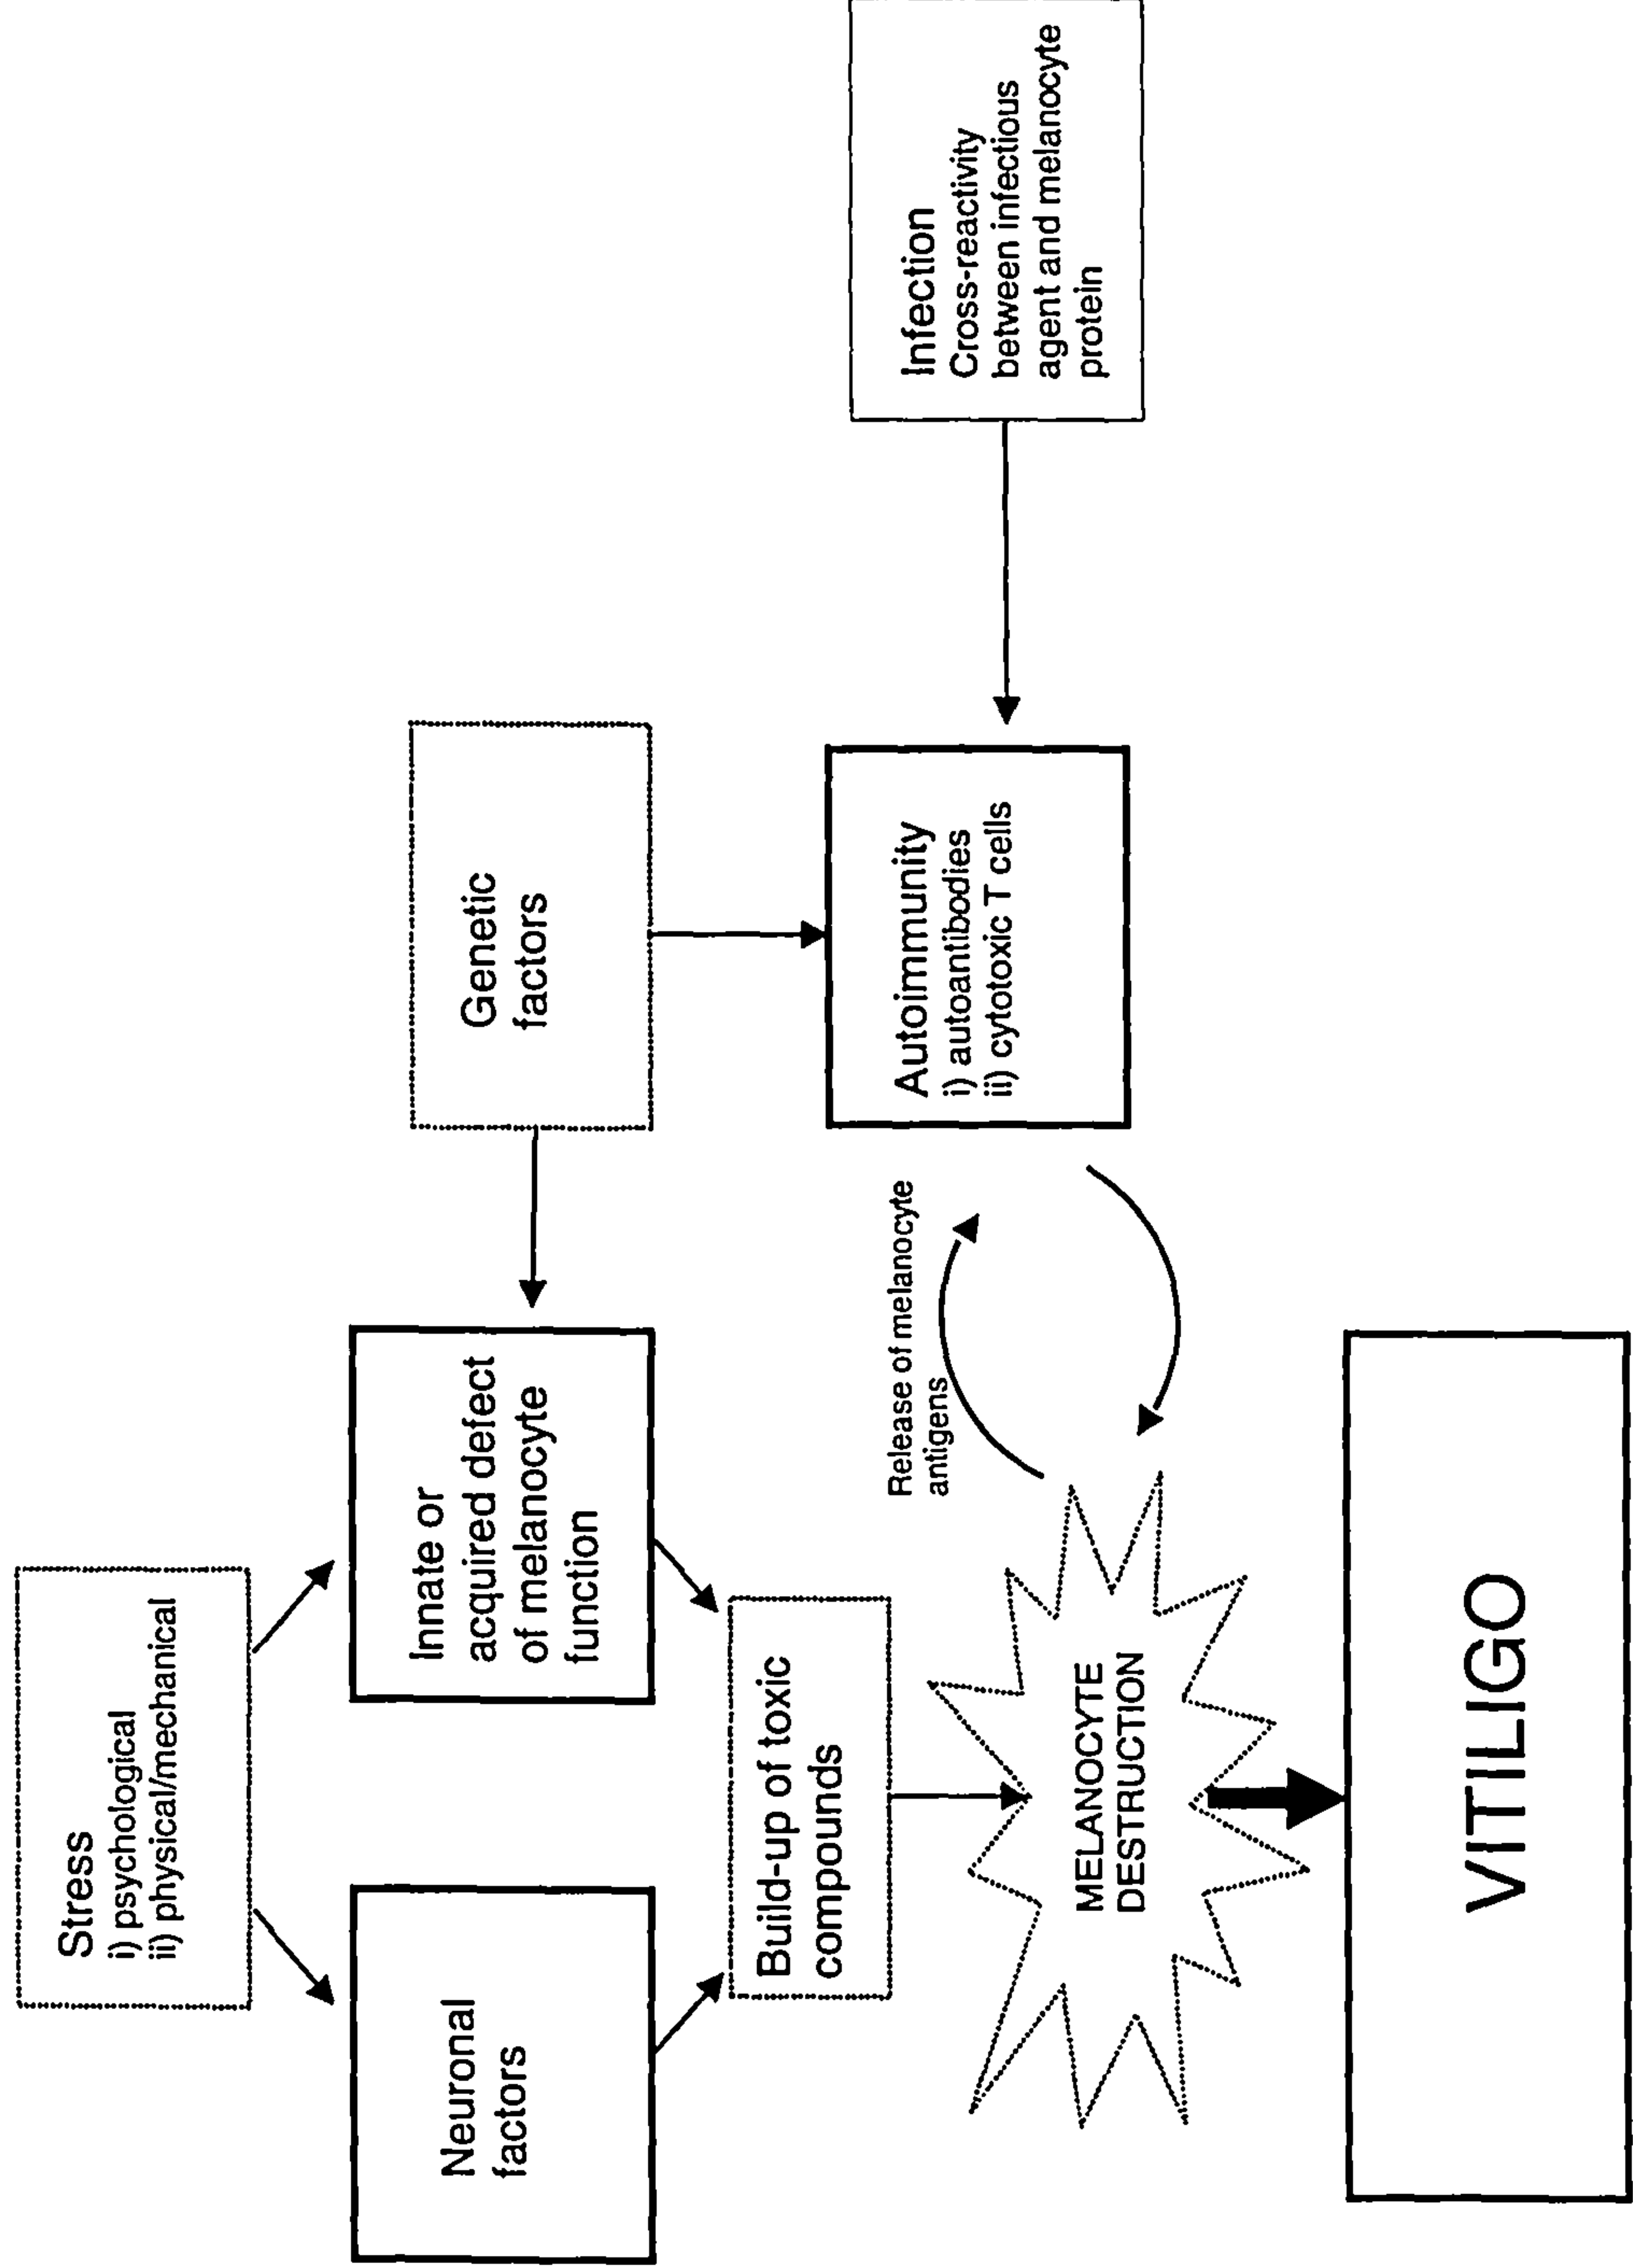 Stress
i) psychological
ii) physical/mechanical
Neuronal
factors
Innate or
acquired defect
of melanocyte
function
Genetic
factors
Build-up of toxic
compounds
Release of melanocyte
antigens
Autoimmunity
i) autoantibodies
ii) cytotoxic T cells
Infection
Cross-reactivity
between infectious
agent and melanocyte
protein
MELANOCYTE
DESTRUCTION
VITILIGO